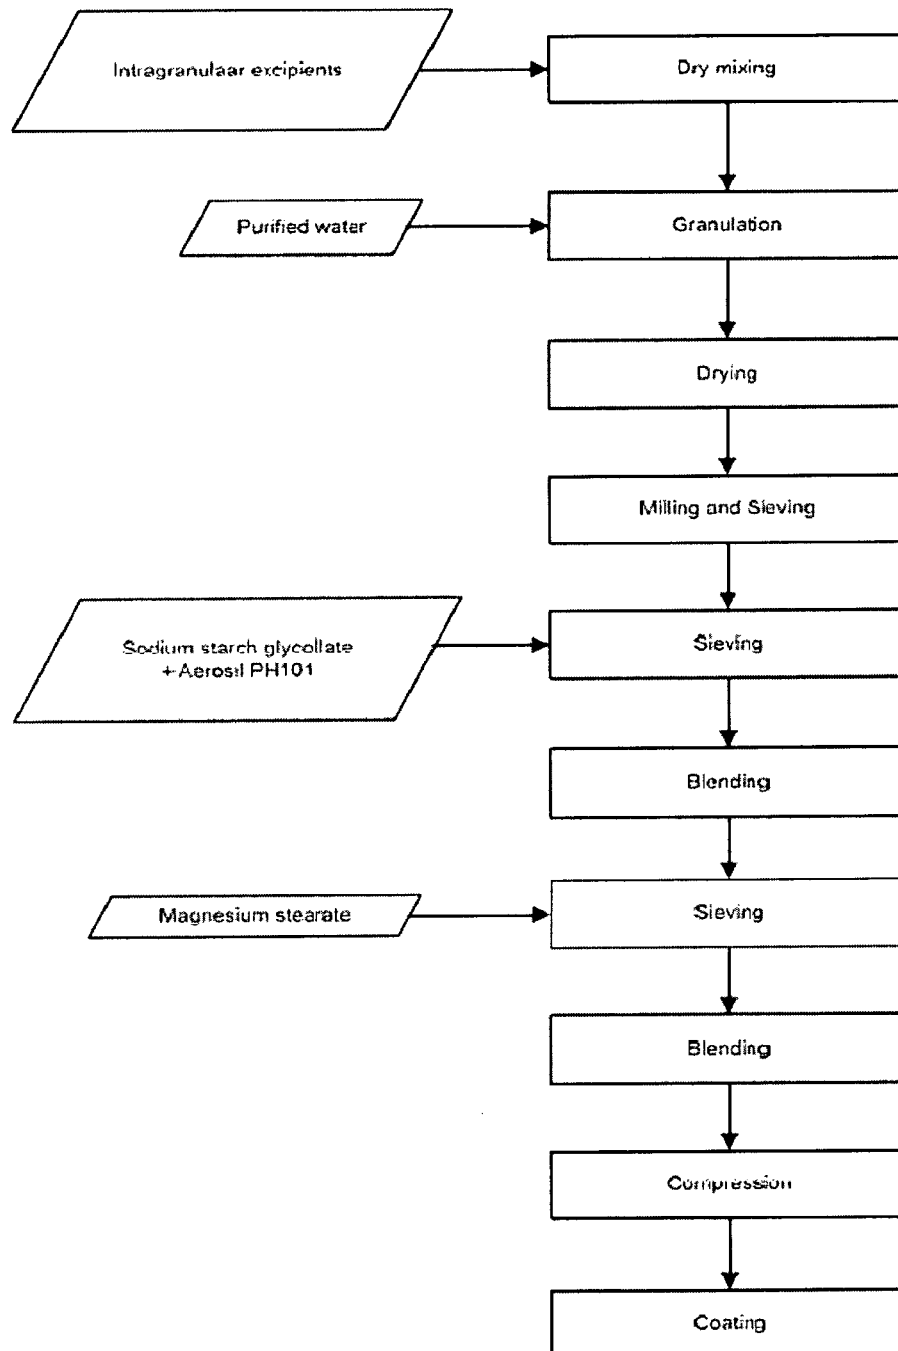 Intragranulaar excipients
Dry mixing
Purified water
Granulation
Drying
Milling and Sieving
Sodium starch glycollate
+Aerosil PH101
Sieving
Blending
Magnesium stearate
Sieving
Blending
Compression
Coating